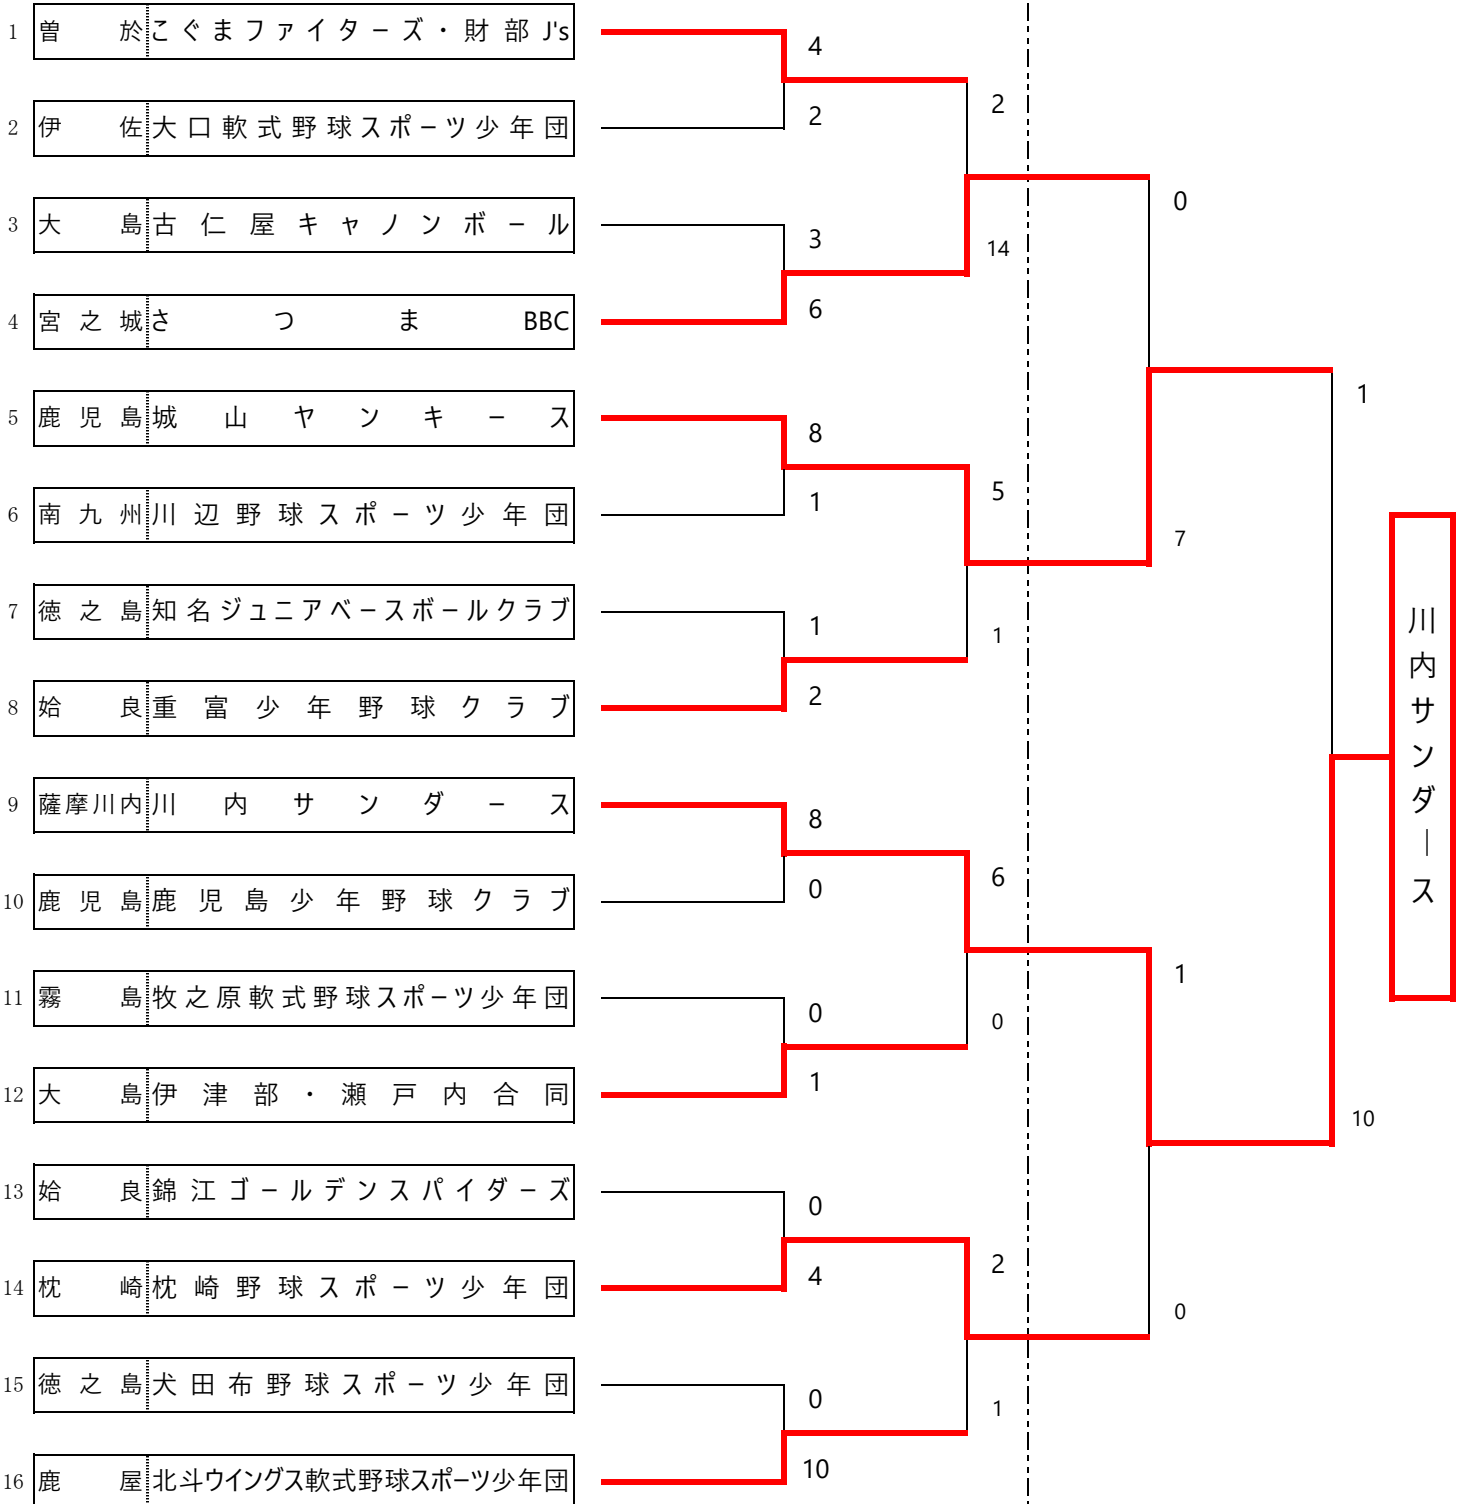 1 曽於 こぐまファイターズ・財部J's
4
2 伊佐 大口軟式野球スポーツ少年団
2
2
3 大島 古仁屋キャノンボール
3
14
0
4 宮之城 さつまBBC
6
5 鹿児島 城山ヤンキース
8
1
6 南九州 川辺野球スポーツ少年団
1
5
7
7 徳之島 知名ジュニアベースボールクラブ
1
1
8 姶良 重富少年野球クラブ
2
川内サンダース
9 薩摩川内 川内サンダース
8
10 鹿児島 鹿児島少年野球クラブ
0
6
11 霧島 牧之原軟式野球スポーツ少年団
0
0
1
12 大島 伊津部・瀬戸内合同
1
10
13 姶良 錦江ゴールデンスパイダーズ
0
14 枕崎 枕崎野球スポーツ少年団
4
2
0
15 徳之島 犬田布野球スポーツ少年団
0
1
16 鹿屋 北斗ウイングス軟式野球スポーツ少年団
10